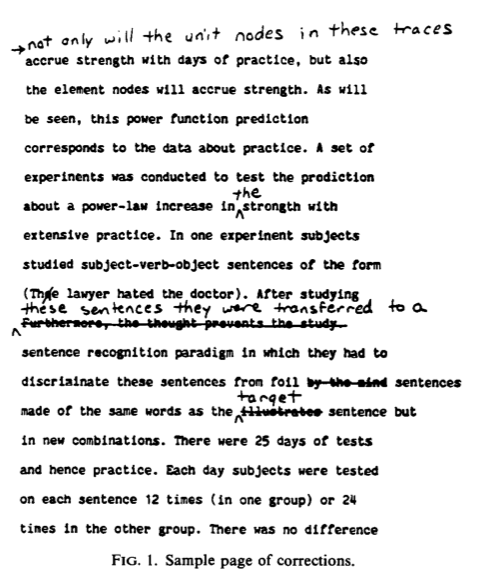 not only will the unit nodes in these traces
accrue strength with days of practice, but also
the element nodes will accrue strength. As will
be seen, this power function prediction
corresponds to the data about practice. A set of
experiments was conducted to test the prediction
the
about a power-law increase in strength with
extensive practice. In one experiment subjects
studied subject-verb-object sentences of the form
(The lawyer hated the doctor). After studying
these sentences they were transferred to a
Furthermore, the thought prevents the study.
sentence recognition paradigm in which they had to
discriminate these sentences from foil by the mind sentences
target
made of the same words as the illustrates sentence but
in new combinations. There were 25 days of tests
and hence practice. Each day subjects were tested
on each sentence 12 times (in one group) or 24
times in the other group. There was no difference
FIG. 1. Sample page of corrections.